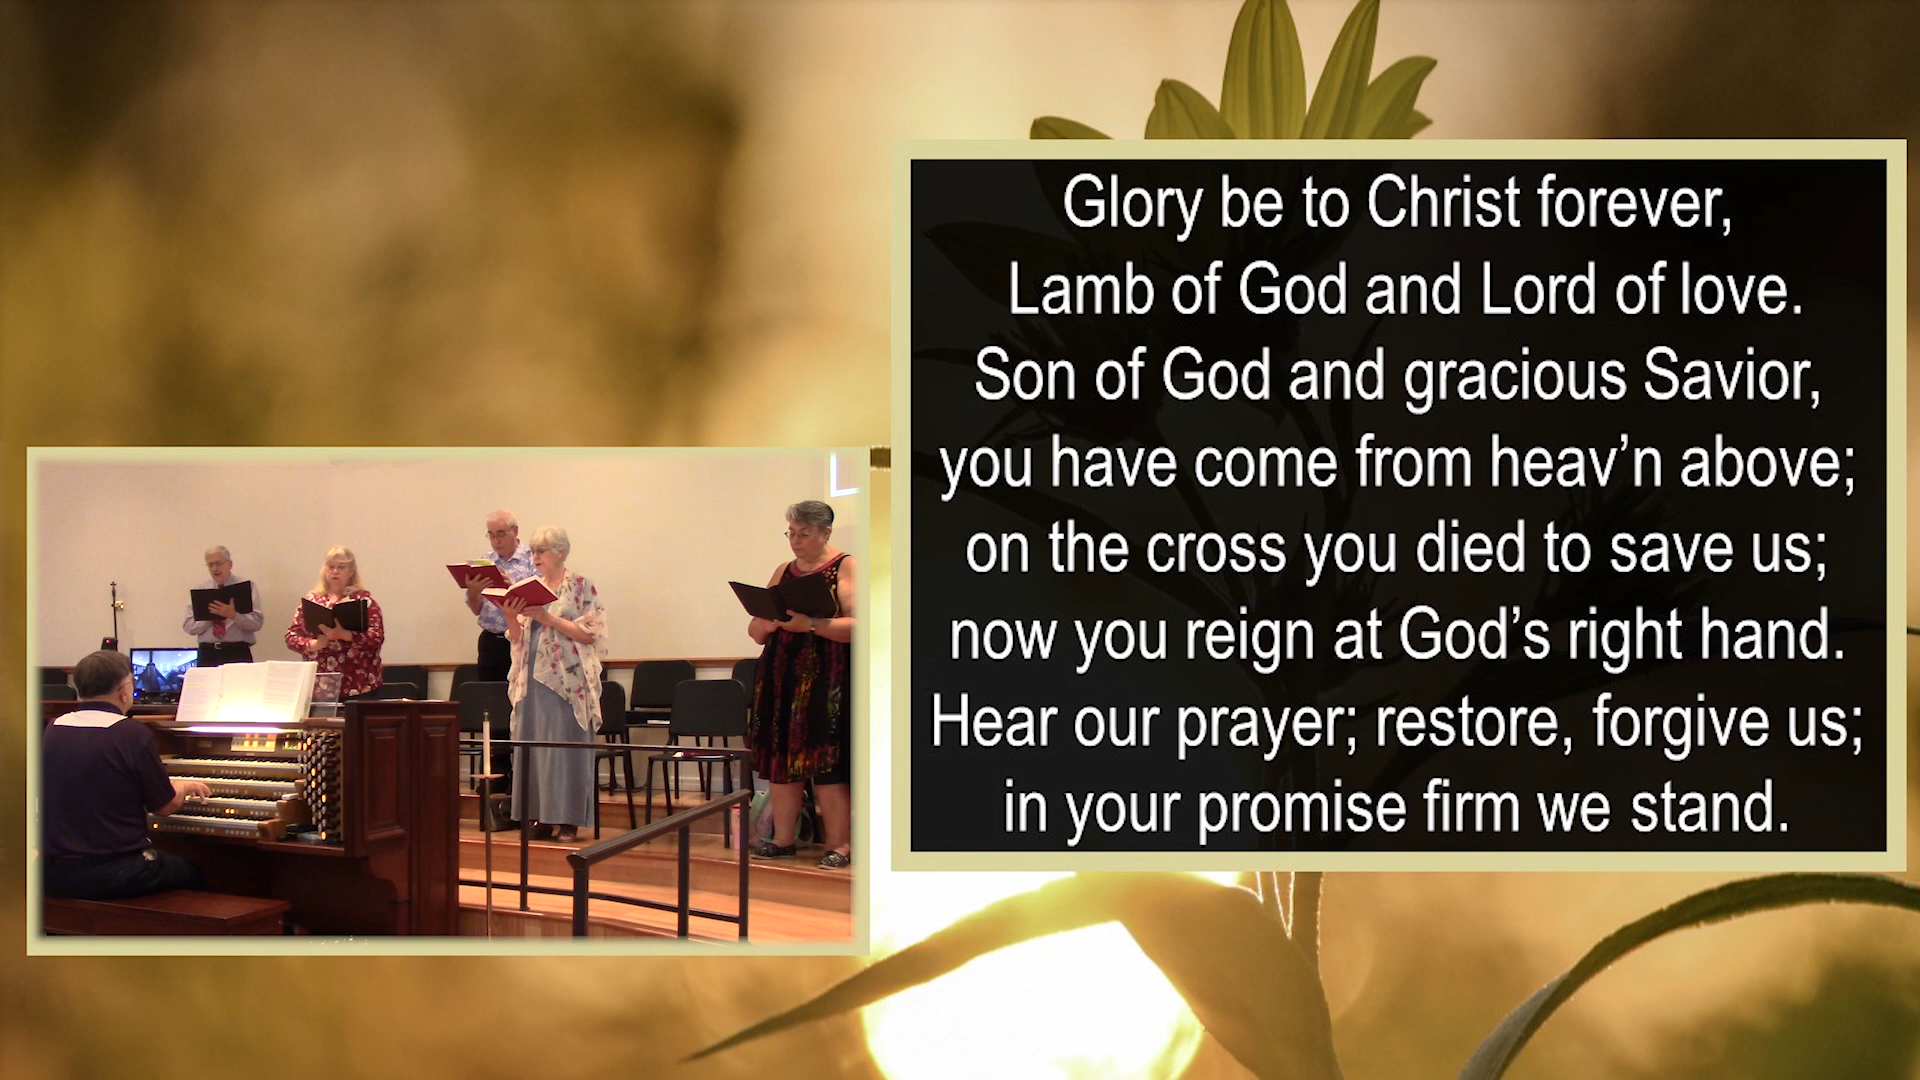 Glory be to Christ forever,
Lamb of God and Lord of love.
Son of God and gracious Savior,
you have come from heav’n above;
on the cross you died to save us;
now you reign at God’s right hand.
Hear our prayer; restore, forgive us;
in your promise firm we stand.